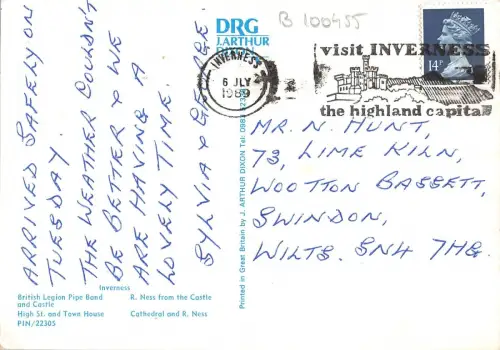 ARRIVED SAFELY ON
TUESDAY.
THE WEATHER COULDN'T
BE BETTER & WE
ARE HAVING A
LOVELY TIME.
SYLVIA & GEORGE.
DRG
J.ARTHUR
DIXON
B 100455
INVERNESS
6 JLY
1989
visit INVERNESS
the highland capital
14P
MR. N. HUNT,
73, LIME KILN,
WOOTTON BASSETT,
SWINDON,
WILTS. SN4 7HG.
Printed in Great Britain by J. ARTHUR DIXON Tel: 0983
Inverness
British Legion Pipe Band
and Castle
R. Ness from the Castle
High St. and Town House
Cathedral and R. Ness
PIN/22305